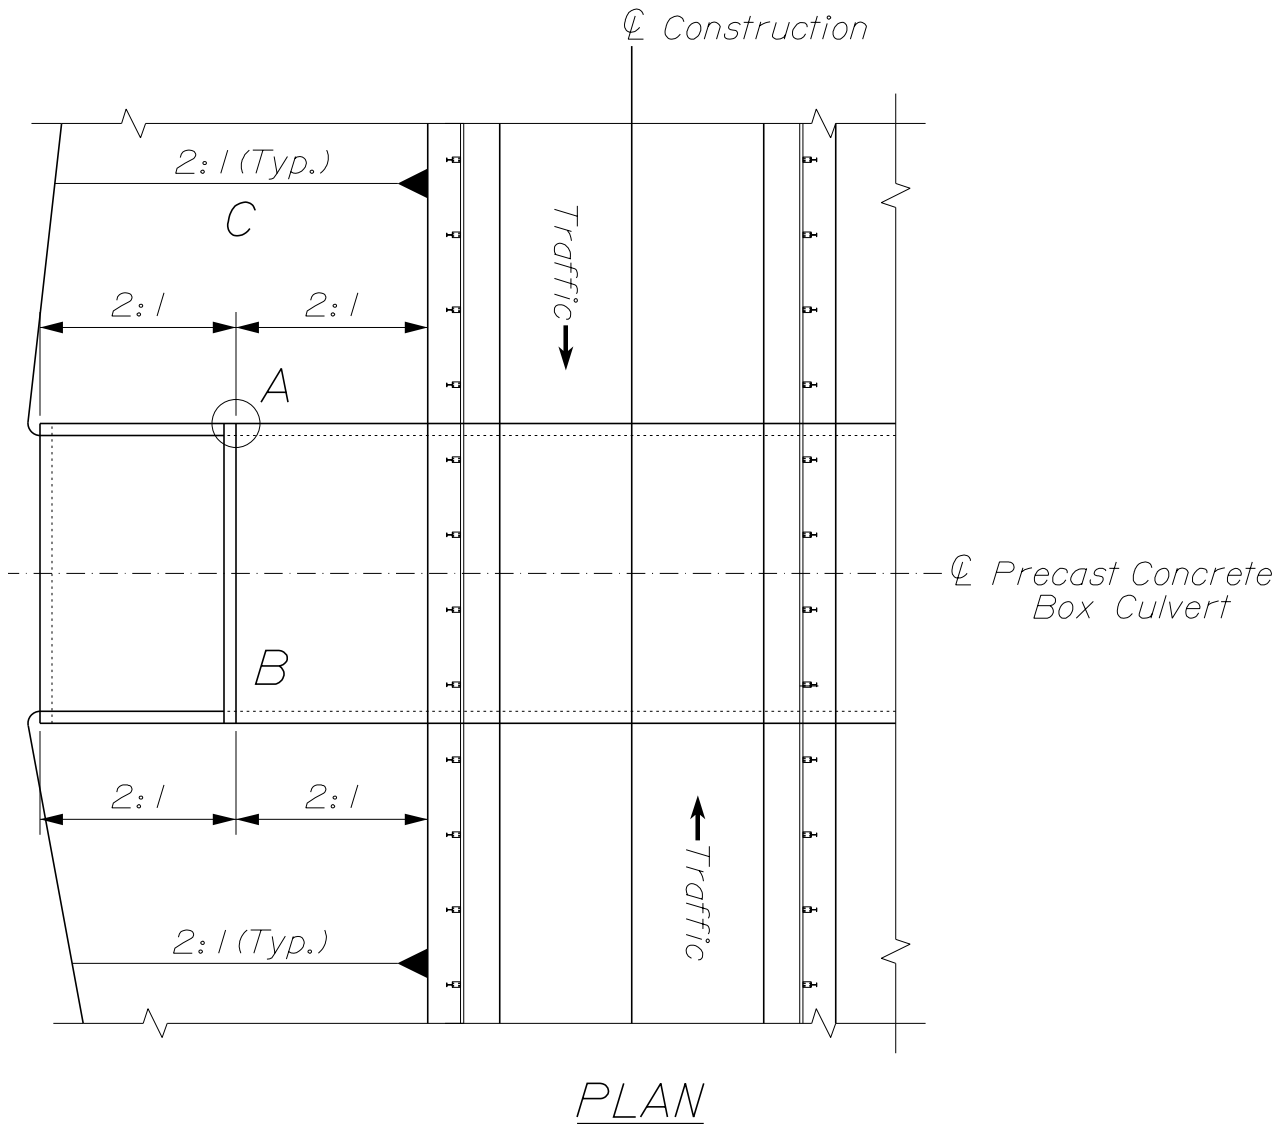 ℄ Construction
2:1 (Typ.)
C
Traffic
2:1 2:1
A
℄ Precast Concrete
Box Culvert
B
2:1 2:1
Traffic
2:1 (Typ.)
PLAN